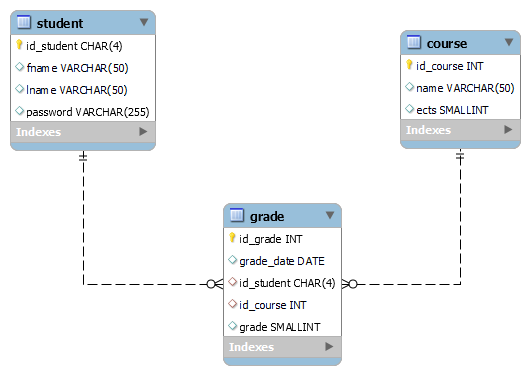 student
id_student CHAR(4)
fname VARCHAR(50)
lname VARCHAR(50)
password VARCHAR(255)
Indexes
course
id_course INT
name VARCHAR(50)
ects SMALLINT
Indexes
grade
id_grade INT
grade_date DATE
id_student CHAR(4)
id_course INT
grade SMALLINT
Indexes